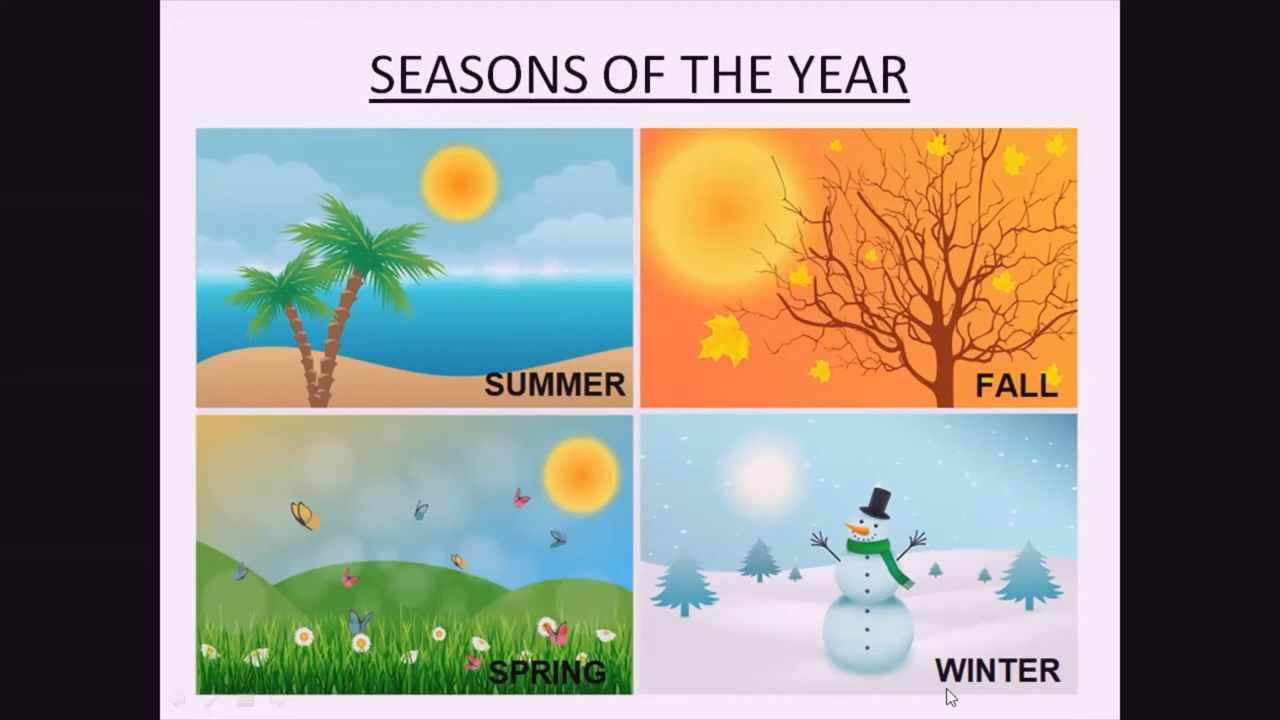 SEASONS OF THE YEAR
SUMMER
FALL
SPRING
WINTER